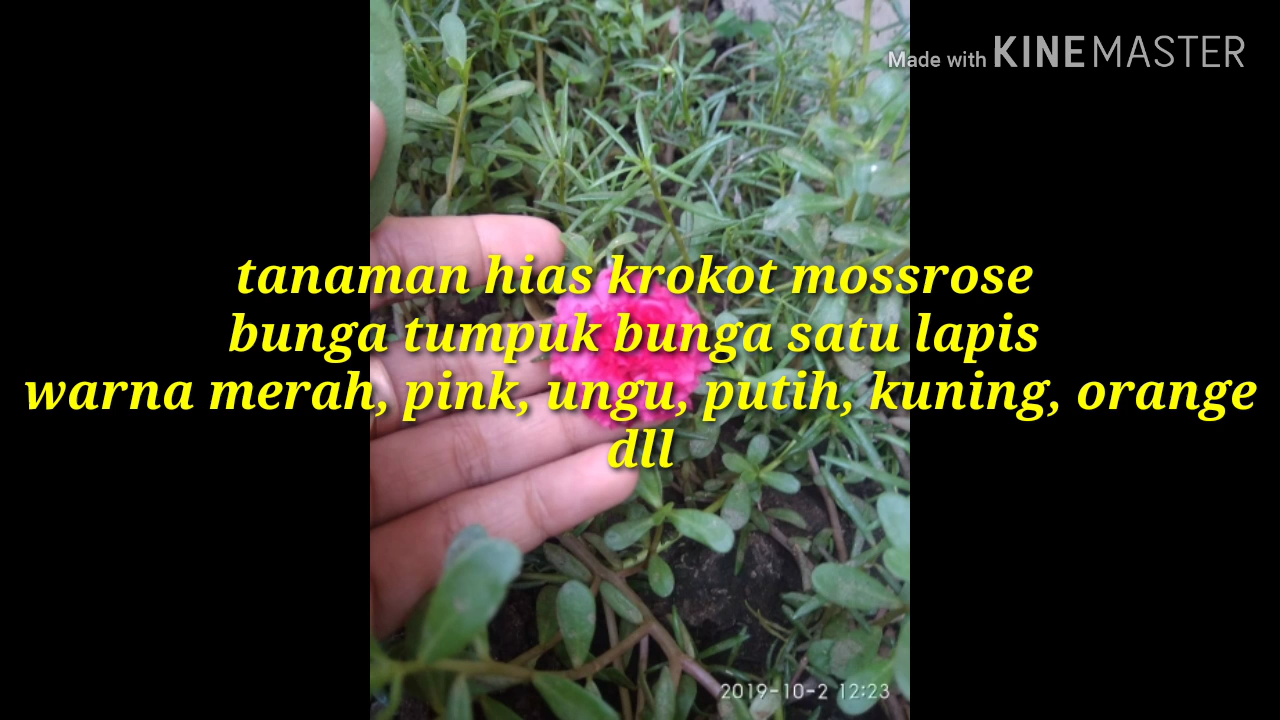 Made with KINEMASTER
tanaman hias krokot mossrose
bunga tumpuk bunga satu lapis
warna merah, pink, ungu, putih, kuning, orange
dll
2019-10-2 12:23